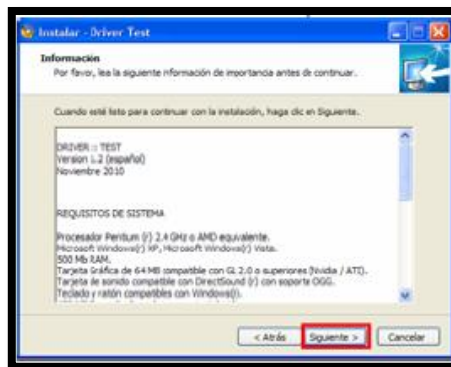 Instalar - Driver Test
Información
Por favor, lea la siguiente información de importancia antes de continuar.
Cuando esté listo para continuar con la instalación, haga clic en Siguiente.
DRIVER :: TEST
Version 1.2 (español)
Noviembre 2010
REQUISITOS DE SISTEMA
Procesador Pentium (r) 2.4 GHz o AMD equivalente.
Microsoft Windows(r) XP, Microsoft Windows(r) Vista.
500 Mb RAM.
Tarjeta Gráfica de 64 MB compatible con GL 2.0 o superiores (Nvidia / ATI).
Tarjeta de sonido compatible con DirectSound (r) con soporte OGG.
Teclado y ratón compatibles con Windows(r).
< Atrás
Siguiente >
Cancelar